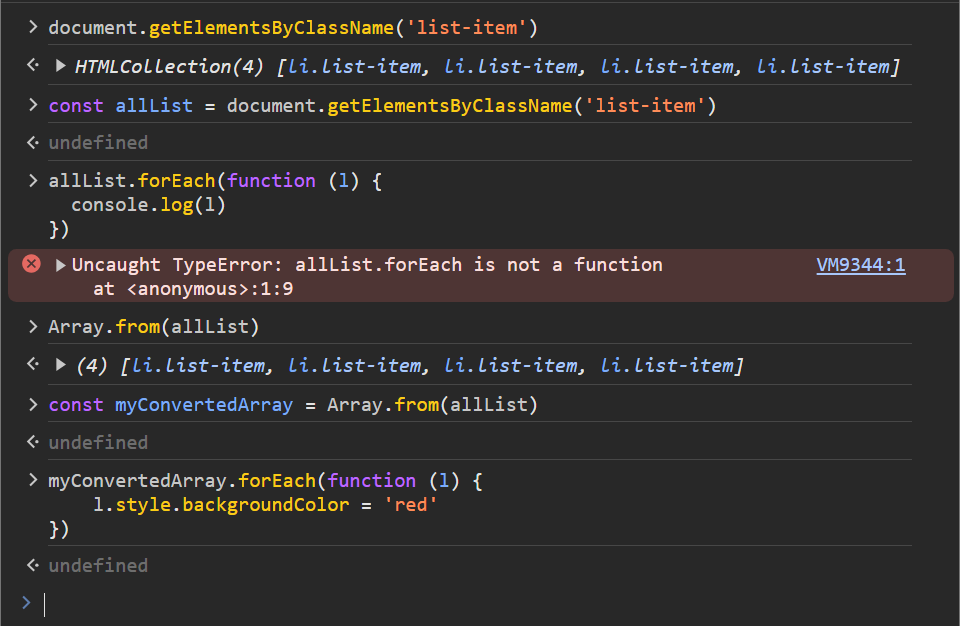 > document.getElementsByClassName('list-item')
<· ▶ HTMLCollection(4) [li.list-item, li.list-item, li.list-item, li.list-item]
> const allList = document.getElementsByClassName('list-item')
<· undefined
> allList.forEach(function (l) {
    console.log(l)
  })
▶ Uncaught TypeError: allList.forEach is not a function VM9344:1
    at <anonymous>:1:9
> Array.from(allList)
<· ▶ (4) [li.list-item, li.list-item, li.list-item, li.list-item]
> const myConvertedArray = Array.from(allList)
<· undefined
> myConvertedArray.forEach(function (l) {
      l.style.backgroundColor = 'red'
  })
<· undefined
>